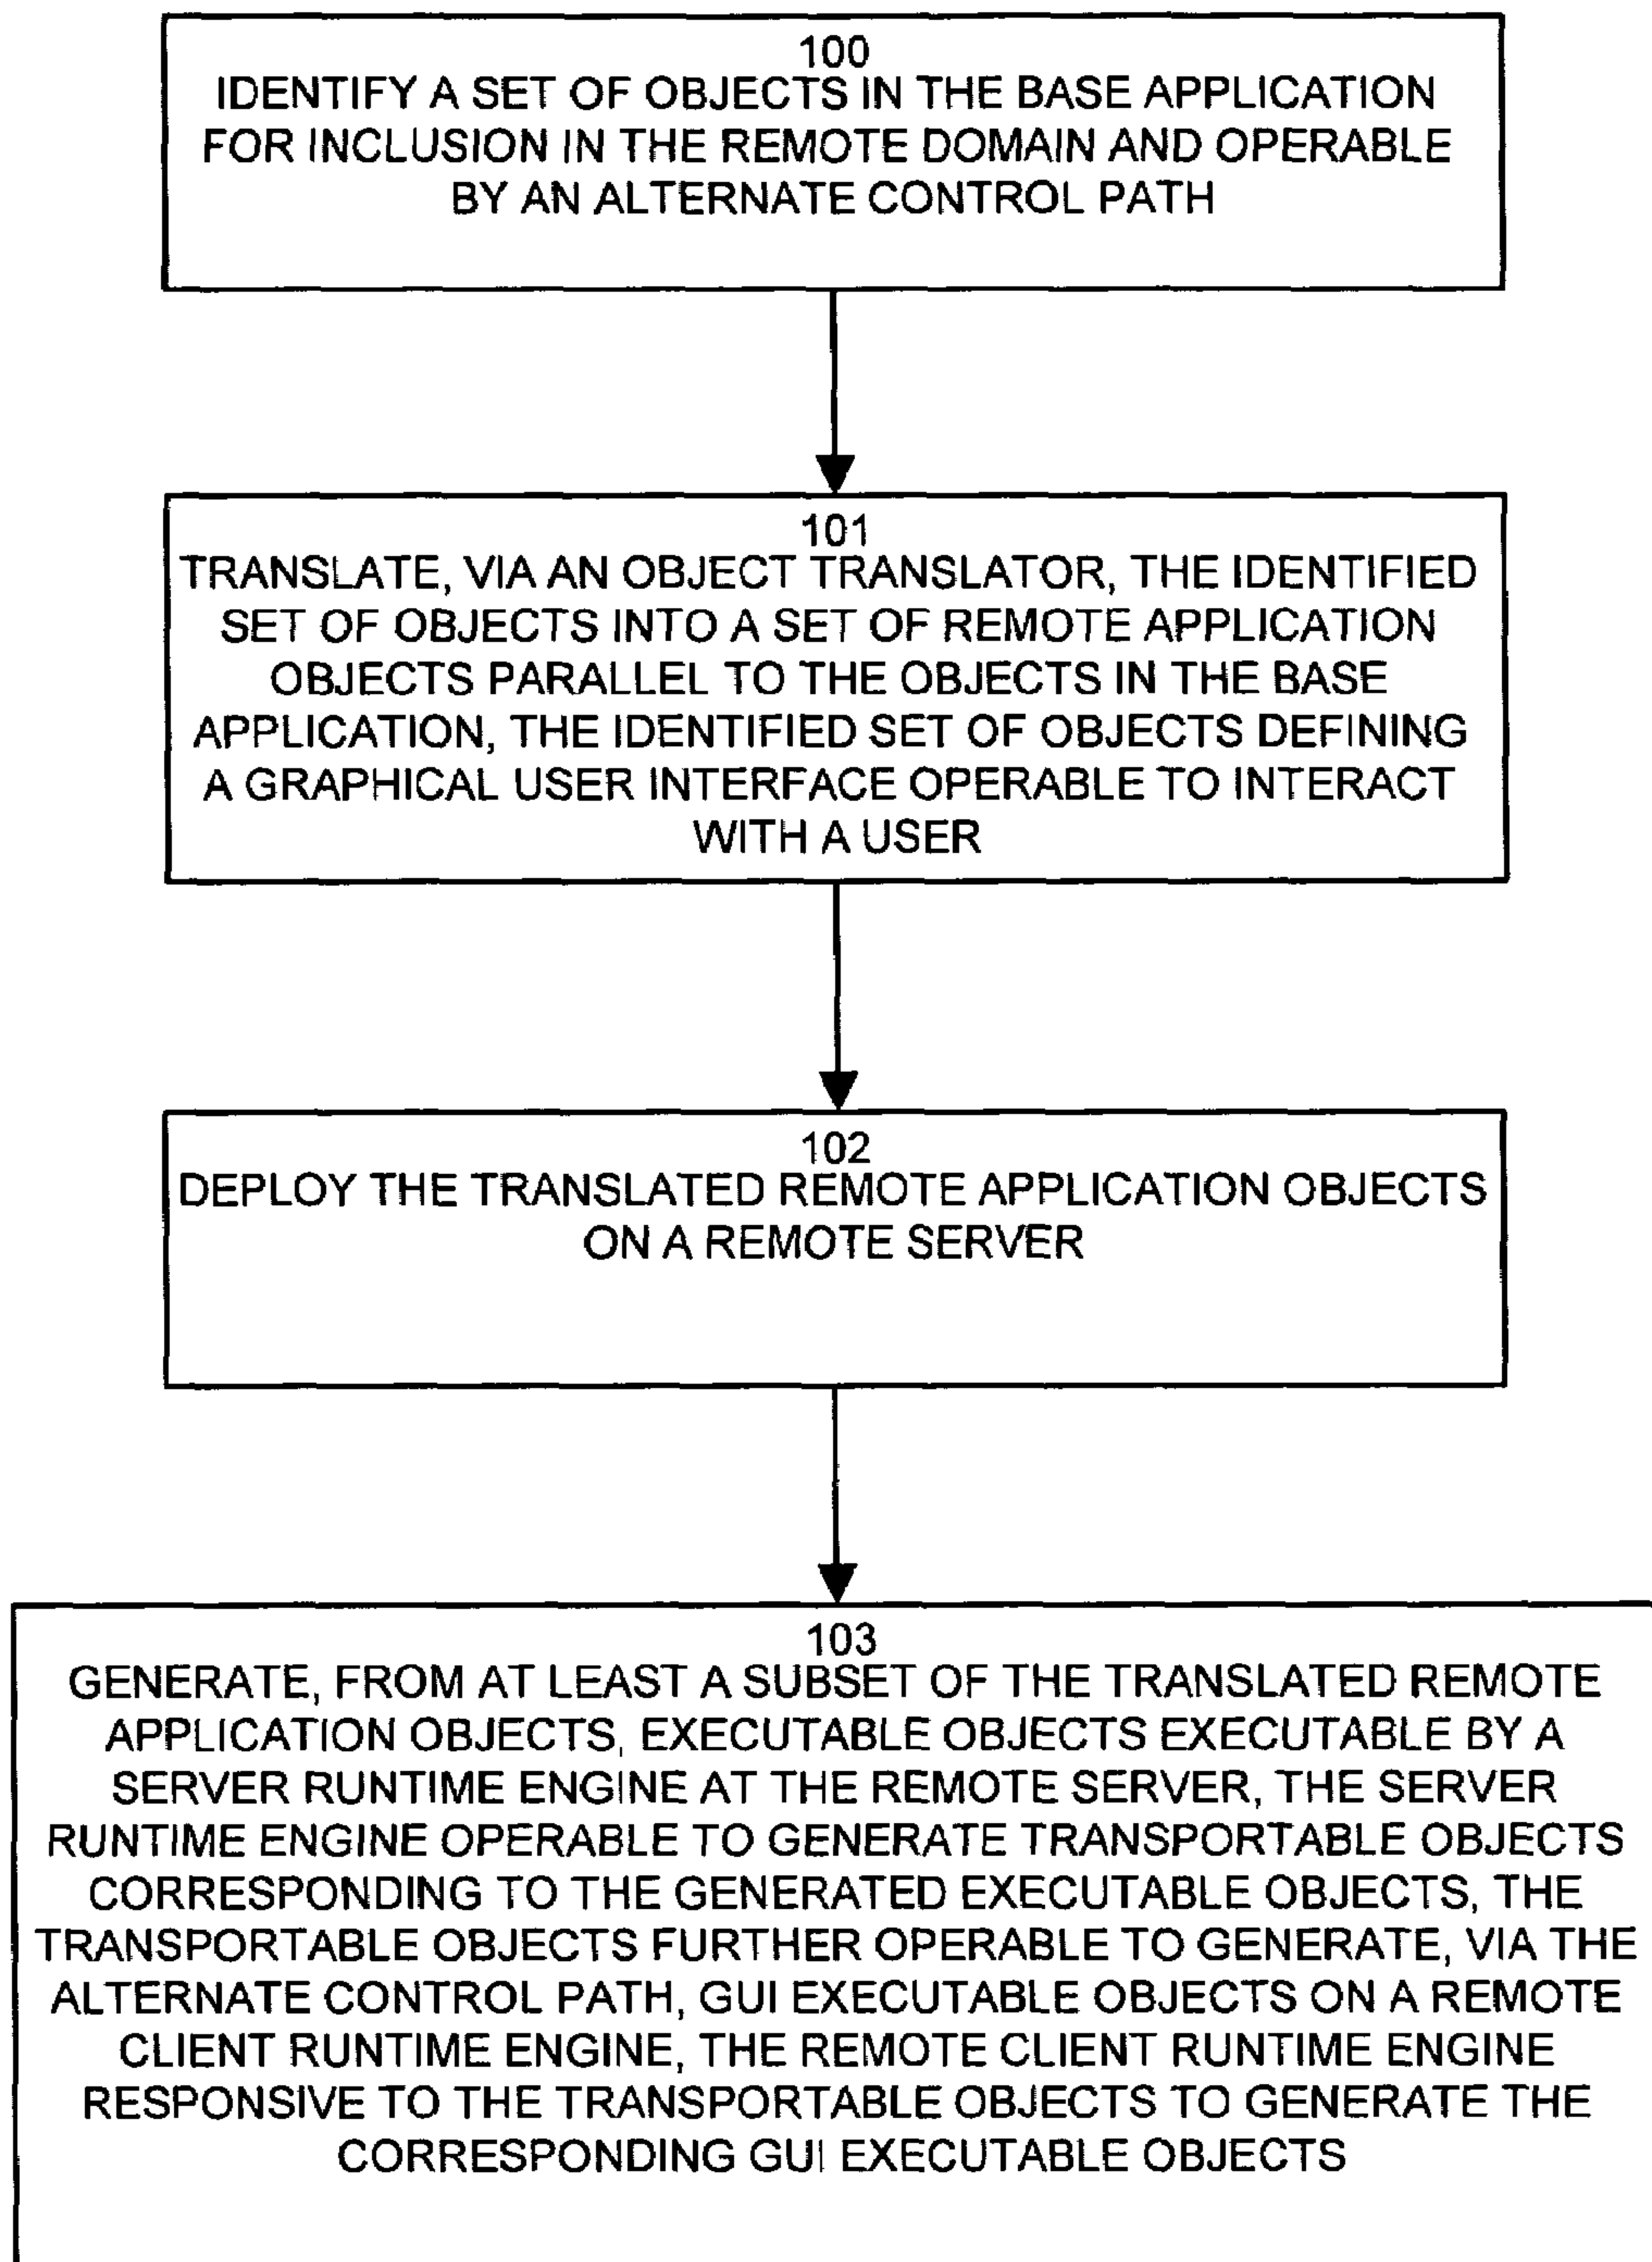 100
IDENTIFY A SET OF OBJECTS IN THE BASE APPLICATION
FOR INCLUSION IN THE REMOTE DOMAIN AND OPERABLE
BY AN ALTERNATE CONTROL PATH
101
TRANSLATE, VIA AN OBJECT TRANSLATOR, THE IDENTIFIED
SET OF OBJECTS INTO A SET OF REMOTE APPLICATION
OBJECTS PARALLEL TO THE OBJECTS IN THE BASE
APPLICATION, THE IDENTIFIED SET OF OBJECTS DEFINING
A GRAPHICAL USER INTERFACE OPERABLE TO INTERACT
WITH A USER
102
DEPLOY THE TRANSLATED REMOTE APPLICATION OBJECTS
ON A REMOTE SERVER
103
GENERATE, FROM AT LEAST A SUBSET OF THE TRANSLATED REMOTE
APPLICATION OBJECTS, EXECUTABLE OBJECTS EXECUTABLE BY A
SERVER RUNTIME ENGINE AT THE REMOTE SERVER, THE SERVER
RUNTIME ENGINE OPERABLE TO GENERATE TRANSPORTABLE OBJECTS
CORRESPONDING TO THE GENERATED EXECUTABLE OBJECTS, THE
TRANSPORTABLE OBJECTS FURTHER OPERABLE TO GENERATE, VIA THE
ALTERNATE CONTROL PATH, GUI EXECUTABLE OBJECTS ON A REMOTE
CLIENT RUNTIME ENGINE, THE REMOTE CLIENT RUNTIME ENGINE
RESPONSIVE TO THE TRANSPORTABLE OBJECTS TO GENERATE THE
CORRESPONDING GUI EXECUTABLE OBJECTS